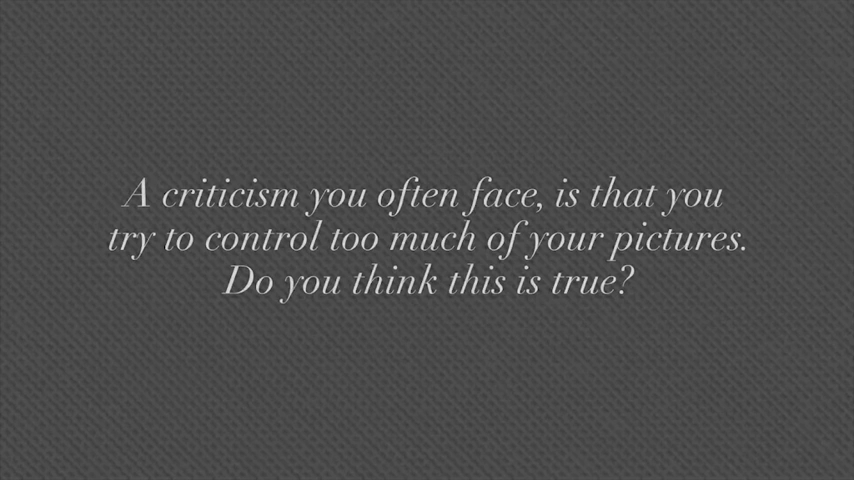 A criticism you often face, is that you
try to control too much of your pictures.
Do you think this is true?